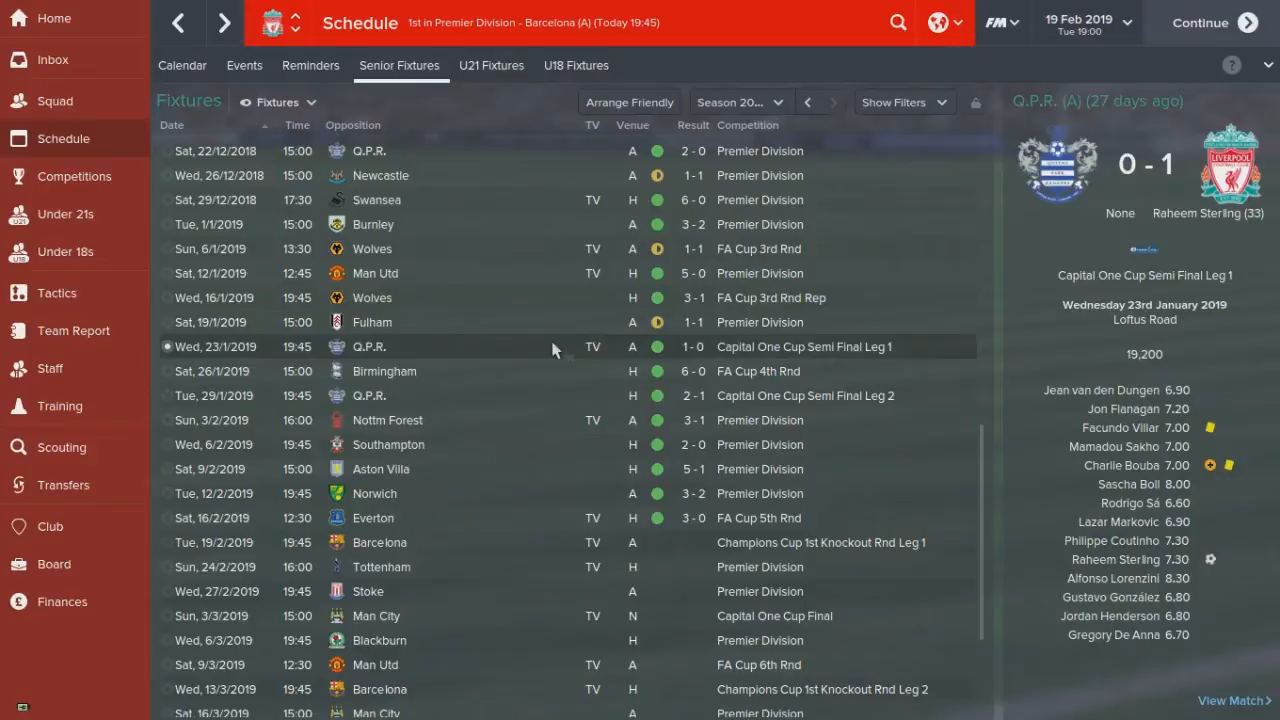 Home
Inbox
Squad
Schedule
Competitions
Under 21s
Under 18s
Tactics
Team Report
Staff
Training
Scouting
Transfers
Club
Board
Finances
Schedule 1st in Premier Division - Barcelona (A) (Today 19:45)
FM
19 Feb 2019
Tue 19:00
Continue
Calendar Events Reminders Senior Fixtures U21 Fixtures U18 Fixtures
?
Fixtures Fixtures Arrange Friendly Season 20... Show Filters
Date Time Opposition TV Venue Result Competition
Sat, 22/12/2018 15:00 Q.P.R. A 2 - 0 Premier Division
Wed, 26/12/2018 15:00 Newcastle A 1 - 1 Premier Division
Sat, 29/12/2018 17:30 Swansea TV H 6 - 0 Premier Division
Tue, 1/1/2019 15:00 Burnley A 3 - 2 Premier Division
Sun, 6/1/2019 13:30 Wolves TV A 1 - 1 FA Cup 3rd Rnd
Sat, 12/1/2019 12:45 Man Utd TV H 5 - 0 Premier Division
Wed, 16/1/2019 19:45 Wolves H 3 - 1 FA Cup 3rd Rnd Rep
Sat, 19/1/2019 15:00 Fulham A 1 - 1 Premier Division
Wed, 23/1/2019 19:45 Q.P.R. TV A 1 - 0 Capital One Cup Semi Final Leg 1
Sat, 26/1/2019 15:00 Birmingham H 6 - 0 FA Cup 4th Rnd
Tue, 29/1/2019 19:45 Q.P.R. H 2 - 1 Capital One Cup Semi Final Leg 2
Sun, 3/2/2019 16:00 Nottm Forest TV A 3 - 1 Premier Division
Wed, 6/2/2019 19:45 Southampton H 2 - 0 Premier Division
Sat, 9/2/2019 15:00 Aston Villa H 5 - 1 Premier Division
Tue, 12/2/2019 19:45 Norwich A 3 - 2 Premier Division
Sat, 16/2/2019 12:30 Everton TV H 3 - 0 FA Cup 5th Rnd
Tue, 19/2/2019 19:45 Barcelona TV A Champions Cup 1st Knockout Rnd Leg 1
Sun, 24/2/2019 16:00 Tottenham TV H Premier Division
Wed, 27/2/2019 19:45 Stoke A Premier Division
Sun, 3/3/2019 15:00 Man City TV N Capital One Cup Final
Wed, 6/3/2019 19:45 Blackburn H Premier Division
Sat, 9/3/2019 12:30 Man Utd TV A FA Cup 6th Rnd
Wed, 13/3/2019 19:45 Barcelona TV H Champions Cup 1st Knockout Rnd Leg 2
Sat, 16/3/2019 15:00 Man City A Premier Division
Q.P.R. (A) (27 days ago)
0 - 1
None Raheem Sterling (33)
Capital One Cup Semi Final Leg 1
Wednesday 23rd January 2019
Loftus Road
19,200
Jean van den Dungen 6.90
Jon Flanagan 7.20
Facundo Villar 7.00
Mamadou Sakho 7.00
Charlie Bouba 7.00
Sascha Boll 8.00
Rodrigo Sá 6.60
Lazar Markovic 6.90
Philippe Coutinho 7.30
Raheem Sterling 7.30
Alfonso Lorenzini 8.30
Gustavo González 6.80
Jordan Henderson 6.80
Gregory De Anna 6.70
View Match